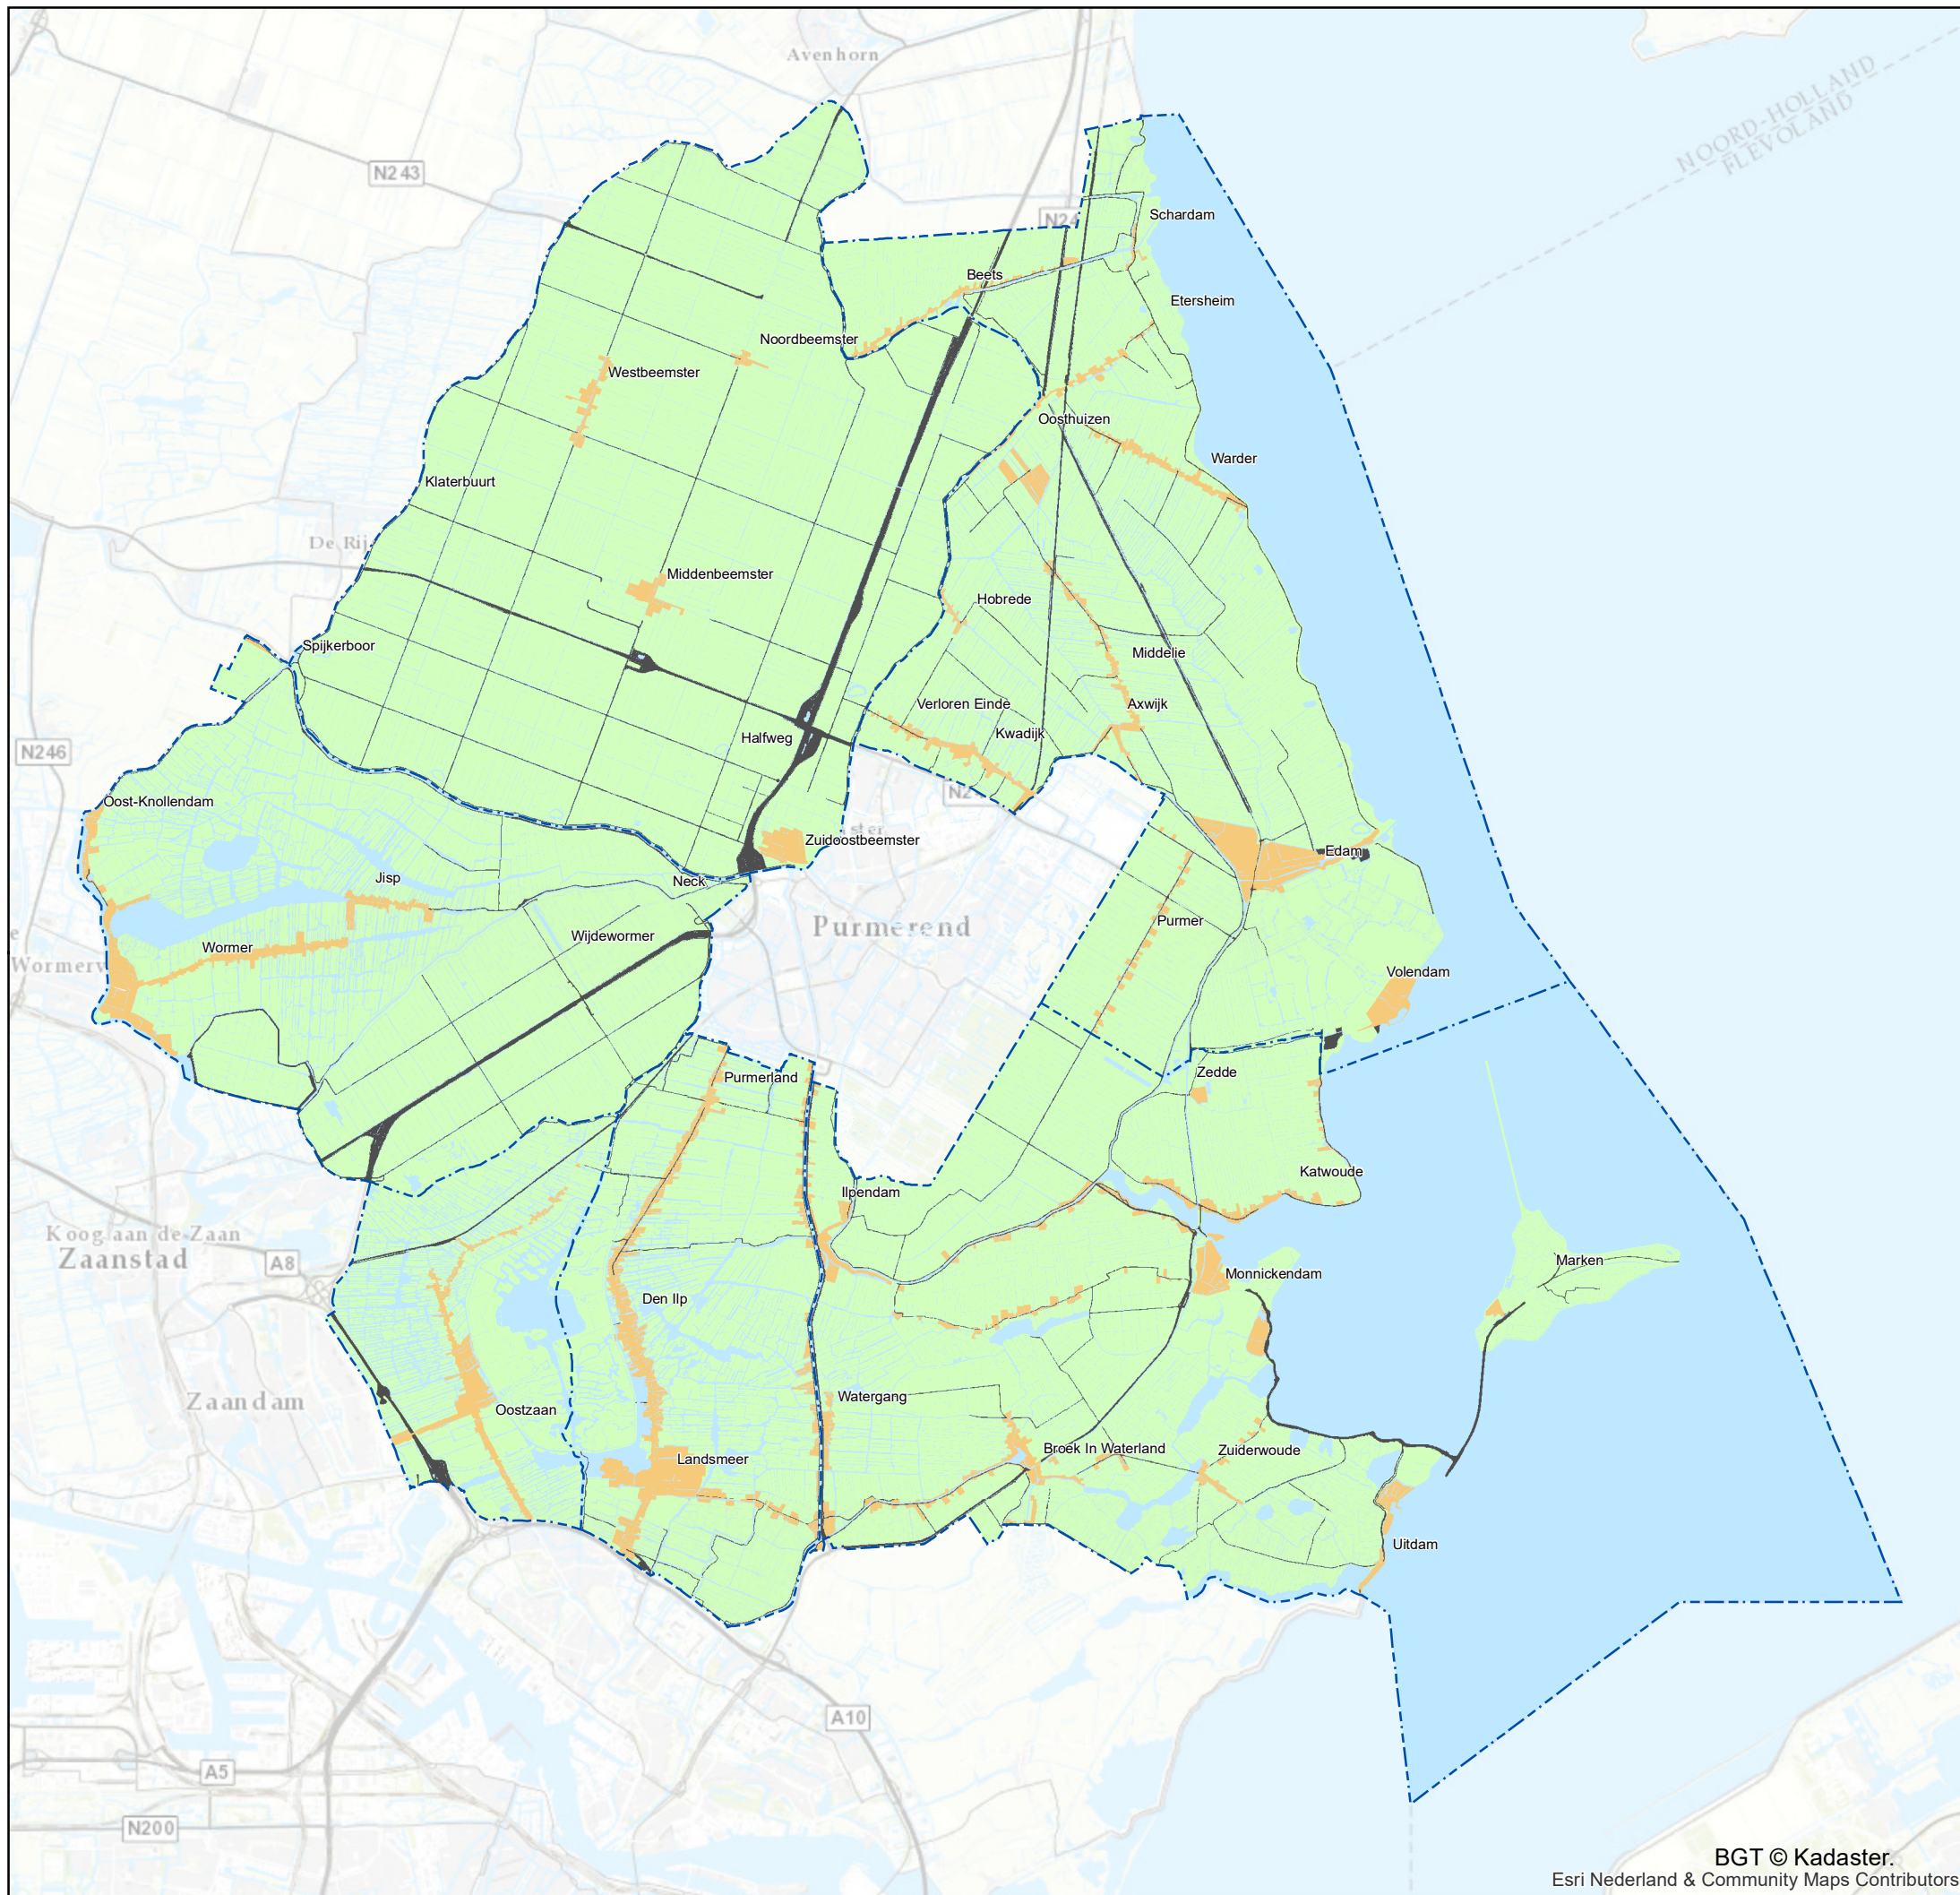 Avenhorn
NOORD-HOLLAND
FLEVOLAND
N243
N24
Schardam
Beets
Etersheim
Noordbeemster
Westbeemster
Oosthuizen
Warder
Klaterbuurt
De Rij
Middenbeemster
Hobrede
Spijkerboor
Middelie
Verloren Einde
Axwijk
Kwadijk
Halfweg
N246
N2
Oost-Knollendam
Zuidoostbeemster
Edam
Jisp
Neck
Purmerend
Purmer
Wijdewormer
Wormer
Wormerv
Volendam
Zedde
Purmerland
Katwoude
Ilpendam
Koog aan de Zaan
Zaanstad
A8
Marken
Monnickendam
Den Ilp
Zaandam
Watergang
Oostzaan
Broek In Waterland
Zuiderwoude
Landsmeer
Uitdam
A10
A5
N200
BGT © Kadaster.
Esri Nederland & Community Maps Contributors